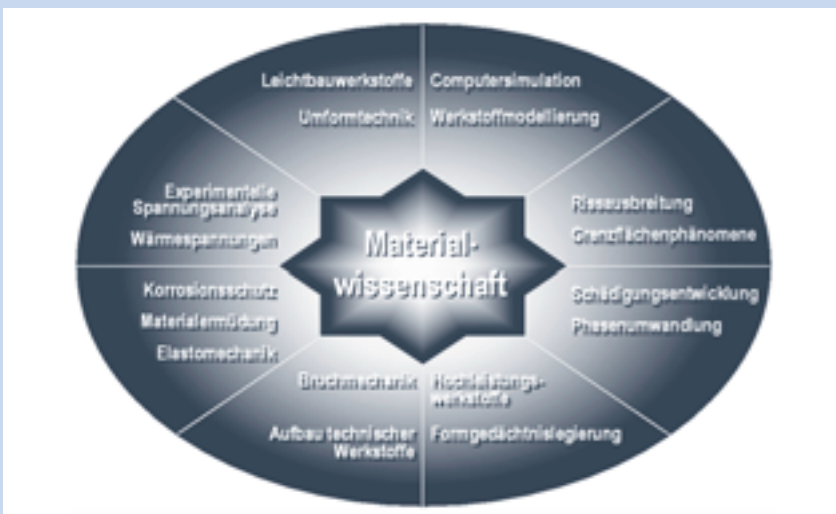 Leichtbauwerkstoffe
Umformtechnik
Computersimulation
Werkstoffmodellierung
Experimentelle
Spannungsanalyse
Wärmespannungen
Rissausbreitung
Grenzflächenphänomene
Material-
wissenschaft
Korrosionsschutz
Materialermüdung
Elastomechanik
Schädigungsentwicklung
Phasenumwandlung
Bruchmechanik
Aufbau technischer
Werkstoffe
Hochleistungs-
werkstoffe
Formgedächtnislegierung